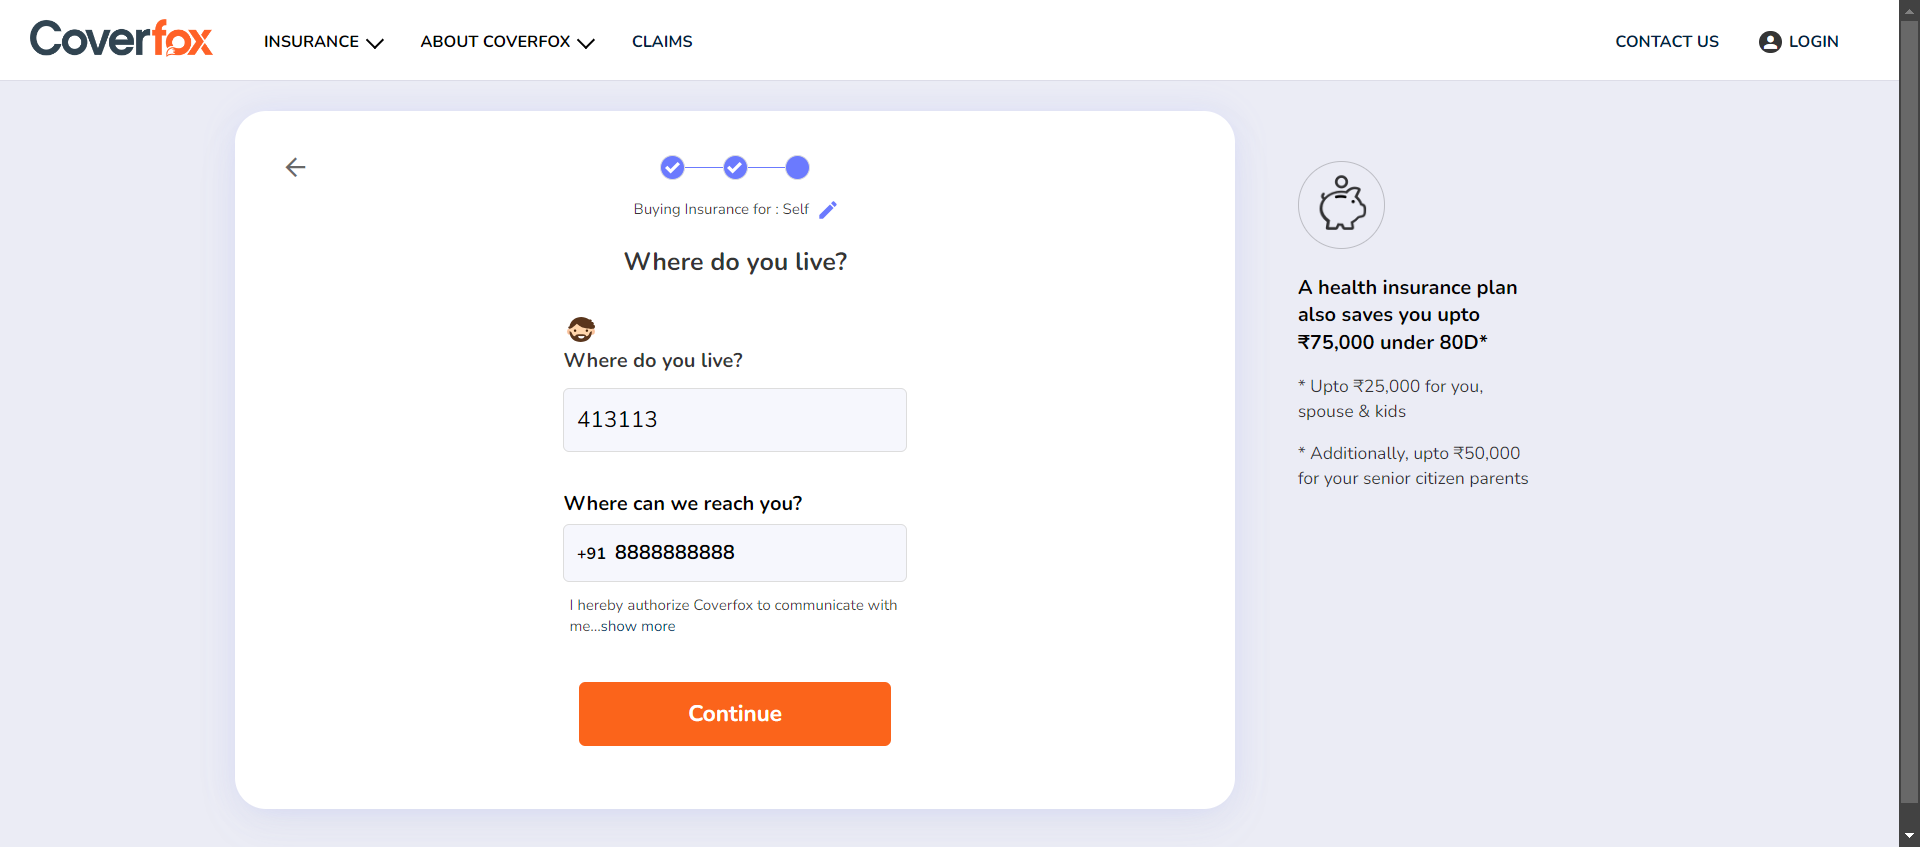 Coverfox
INSURANCE
ABOUT COVERFOX
CLAIMS
CONTACT US
LOGIN
Buying Insurance for : Self
Where do you live?
Where do you live?
413113
Where can we reach you?
+91 8888888888
I hereby authorize Coverfox to communicate with
me...show more
Continue
A health insurance plan
also saves you upto
₹75,000 under 80D*
* Upto ₹25,000 for you,
spouse & kids
* Additionally, upto ₹50,000
for your senior citizen parents